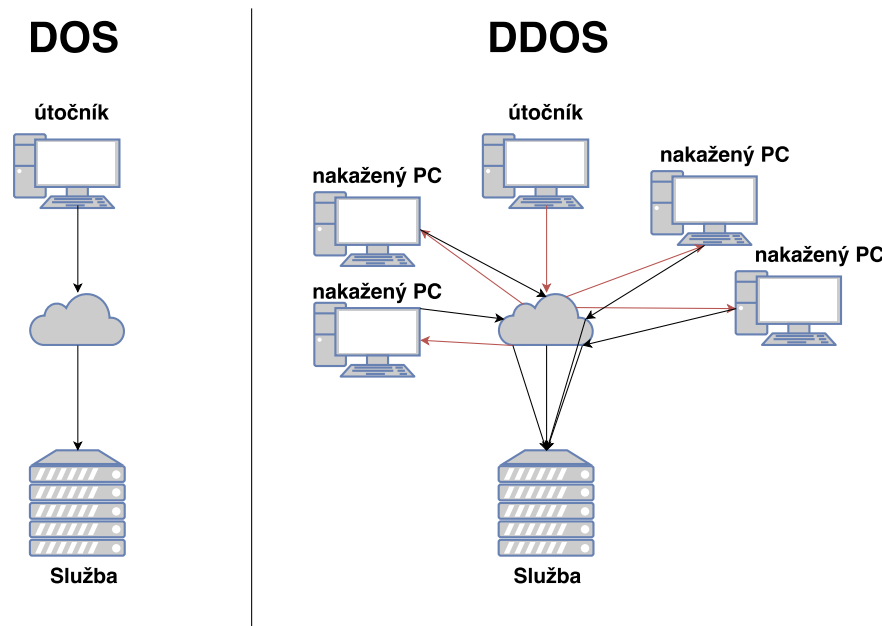 DOS
útočník
Služba
DDOS
útočník
nakažený PC
nakažený PC
nakažený PC
nakažený PC
Služba